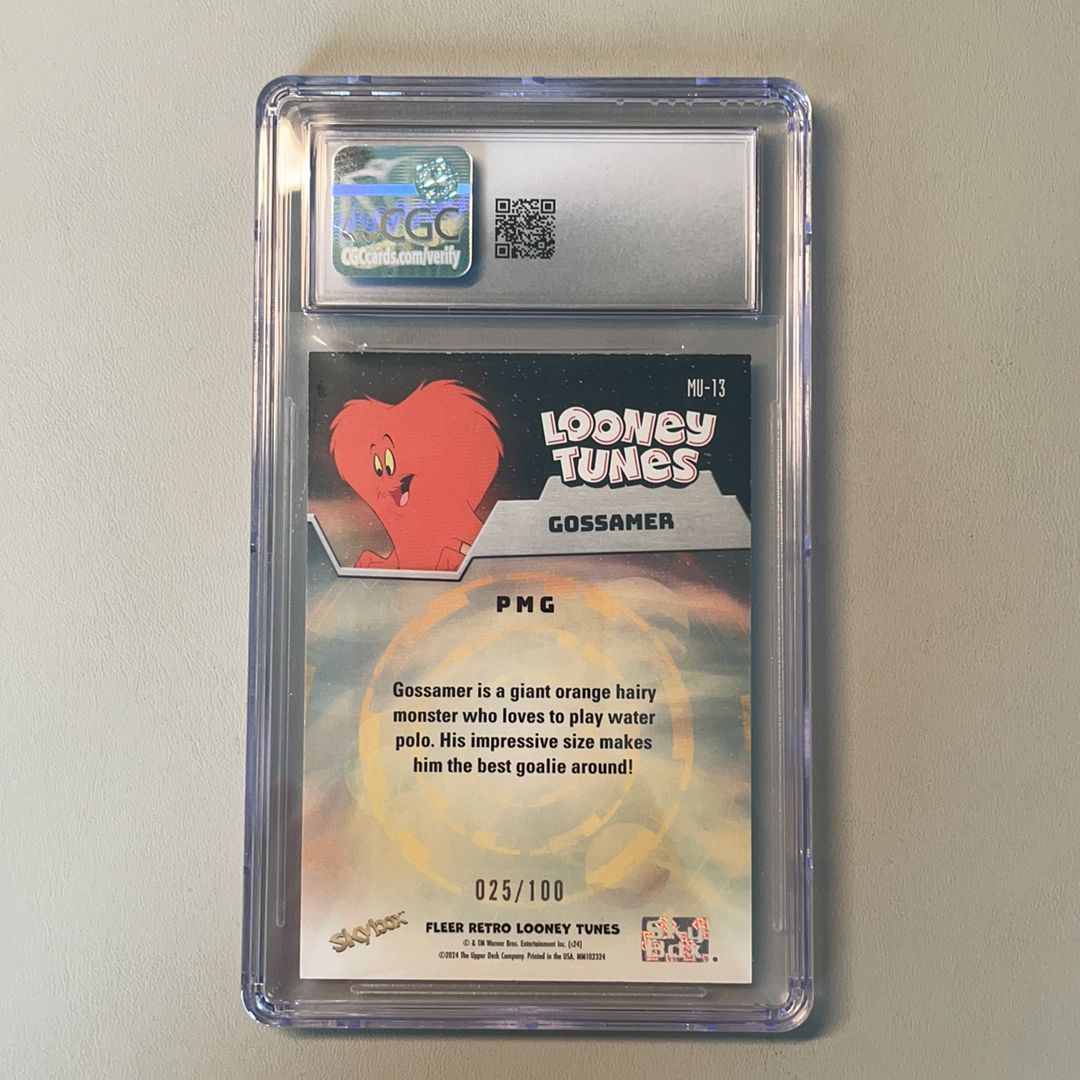 CGC
CGCcards.com/verify
MU-13
LOONEY
TUNES
GOSSAMER
PMG
Gossamer is a giant orange hairy
monster who loves to play water
polo. His impressive size makes
him the best goalie around!
025/100
skybox
FLEER RETRO LOONEY TUNES
© & TM Warner Bros. Entertainment Inc. (s24)
©2024 The Upper Deck Company. Printed in the USA. MM102324
Sky
Box.